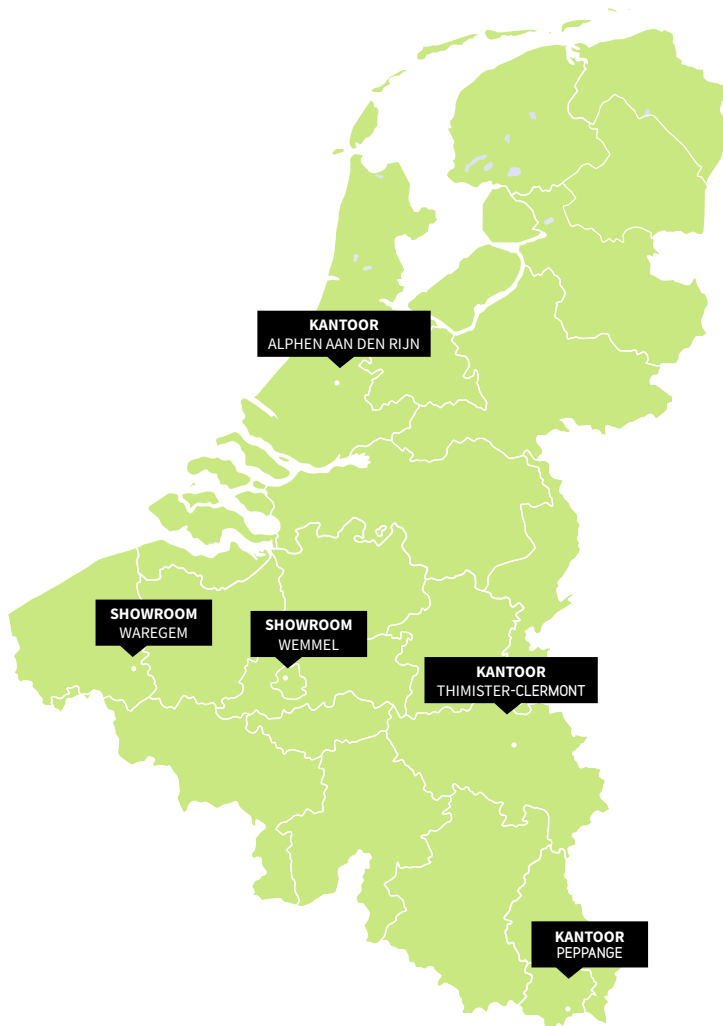 KANTOOR
ALPHEN AAN DEN RIJN
SHOWROOM
WAREGEM
SHOWROOM
WEMMEL
KANTOOR
THIMISTER-CLERMONT
KANTOOR
PEPPANGE